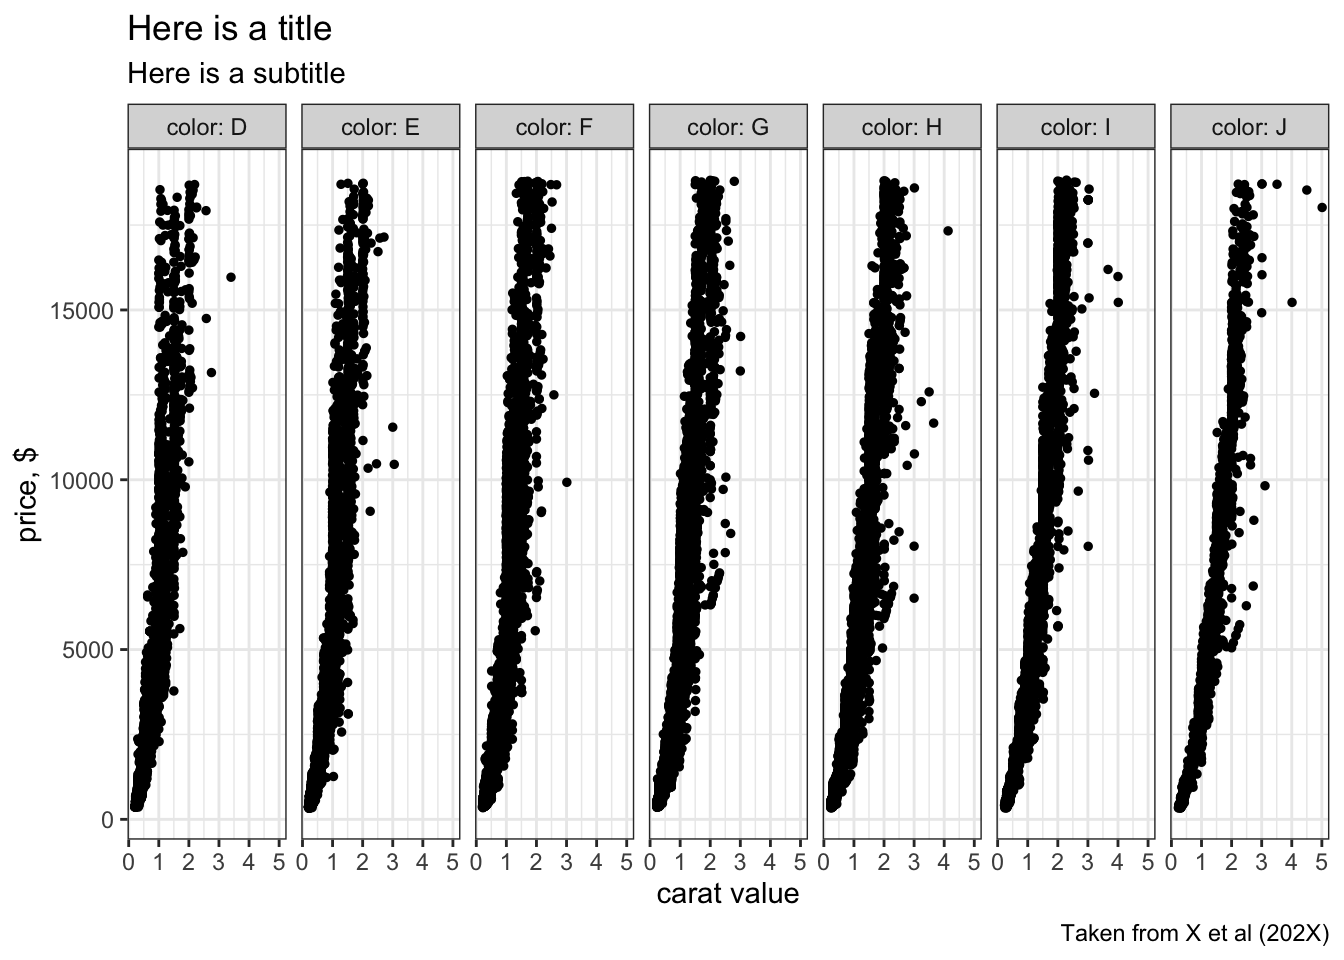 Here is a title
Here is a subtitle
color: D color: E color: F color: G color: H color: I color: J
price, $
15000
10000
5000
0
0 1 2 3 4 5 0 1 2 3 4 5 0 1 2 3 4 5 0 1 2 3 4 5 0 1 2 3 4 5 0 1 2 3 4 5 0 1 2 3 4 5
carat value
Taken from X et al (202X)